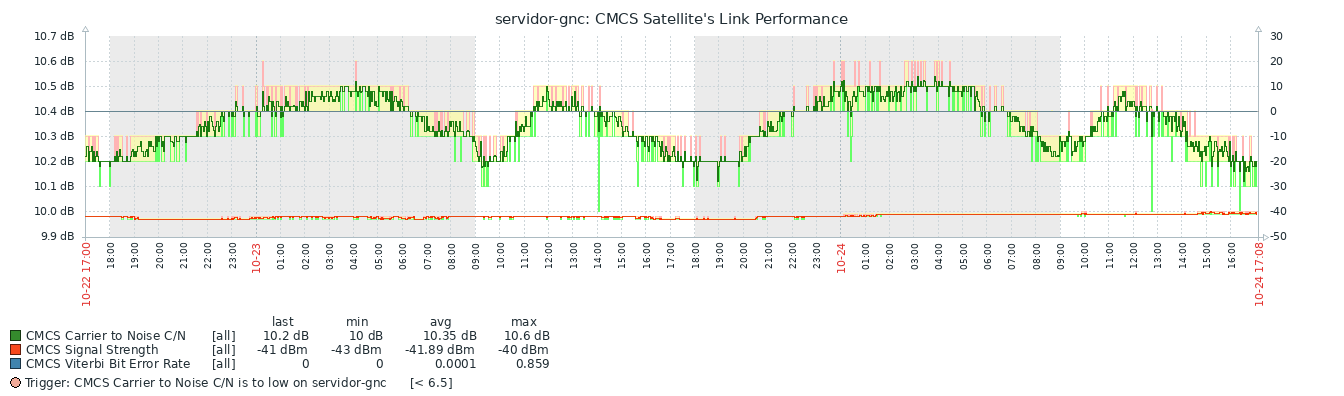 servidor-gnc: CMCS Satellite's Link Performance
10.7 dB
10.6 dB
10.5 dB
10.4 dB
10.3 dB
10.2 dB
10.1 dB
10.0 dB
9.9 dB
30
20
10
0
-10
-20
-30
-40
-50
10-22 17:00 18:00 19:00 20:00 21:00 22:00 23:00 10-23 01:00 02:00 03:00 04:00 05:00 06:00 07:00 08:00 09:00 10:00 11:00 12:00 13:00 14:00 15:00 16:00 17:00 18:00 19:00 20:00 21:00 22:00 23:00 10-24 01:00 02:00 03:00 04:00 05:00 06:00 07:00 08:00 09:00 10:00 11:00 12:00 13:00 14:00 15:00 16:00 10-24 17:08
last min avg max
CMCS Carrier to Noise C/N [all] 10.2 dB 10 dB 10.35 dB 10.6 dB
CMCS Signal Strength [all] -41 dBm -43 dBm -41.89 dBm -40 dBm
CMCS Viterbi Bit Error Rate [all] 0 0 0.0001 0.859
Trigger: CMCS Carrier to Noise C/N is to low on servidor-gnc [< 6.5]